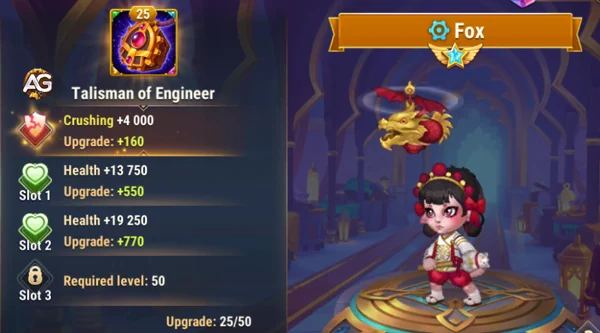 25
AG
Talisman of Engineer
Crushing +4 000
Upgrade: +160
Health +13 750
Upgrade: +550
Slot 1
Health +19 250
Upgrade: +770
Slot 2
Required level: 50
Slot 3
Upgrade: 25/50
Fox